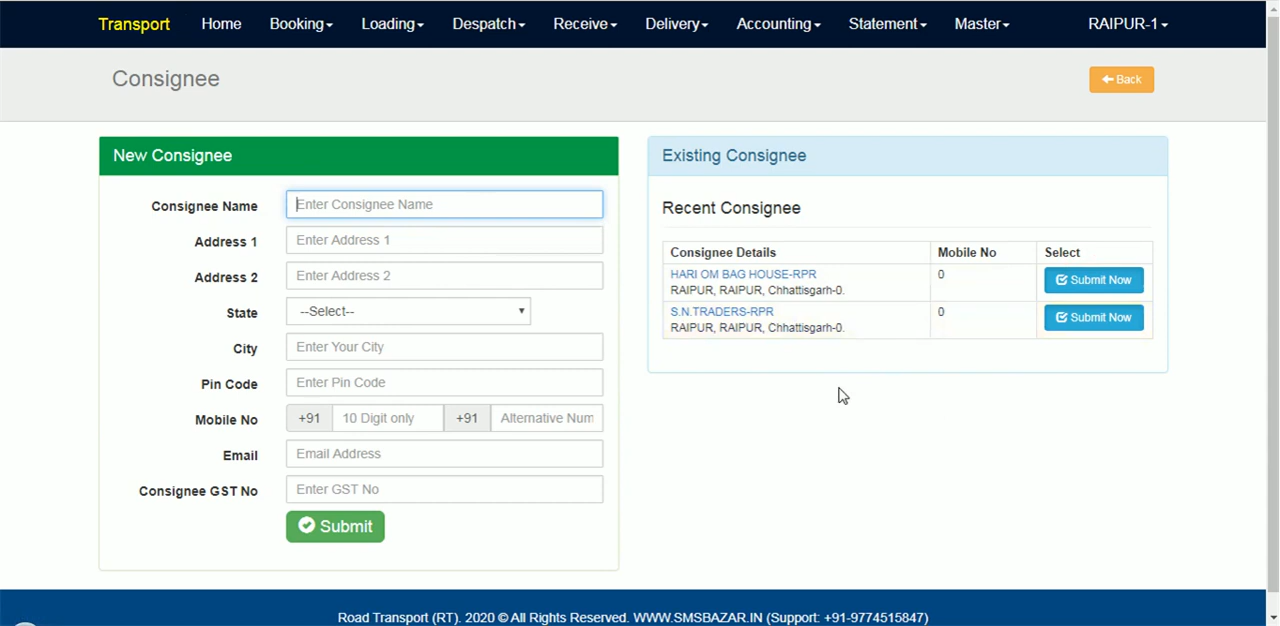 Transport Home Booking Loading Despatch Receive Delivery Accounting Statement Master RAIPUR-1
Consignee
Back
New Consignee
Consignee Name Enter Consignee Name
Address 1 Enter Address 1
Address 2 Enter Address 2
State --Select--
City Enter Your City
Pin Code Enter Pin Code
Mobile No +91 10 Digit only +91 Alternative Num
Email Email Address
Consignee GST No Enter GST No
Submit
Existing Consignee
Recent Consignee
Consignee Details Mobile No Select
HARI OM BAG HOUSE-RPR 0 Submit Now
RAIPUR, RAIPUR, Chhattisgarh-0.
S.N.TRADERS-RPR 0 Submit Now
RAIPUR, RAIPUR, Chhattisgarh-0.
Road Transport (RT). 2020 © All Rights Reserved. WWW.SMSBAZAR.IN (Support: +91-9774515847)